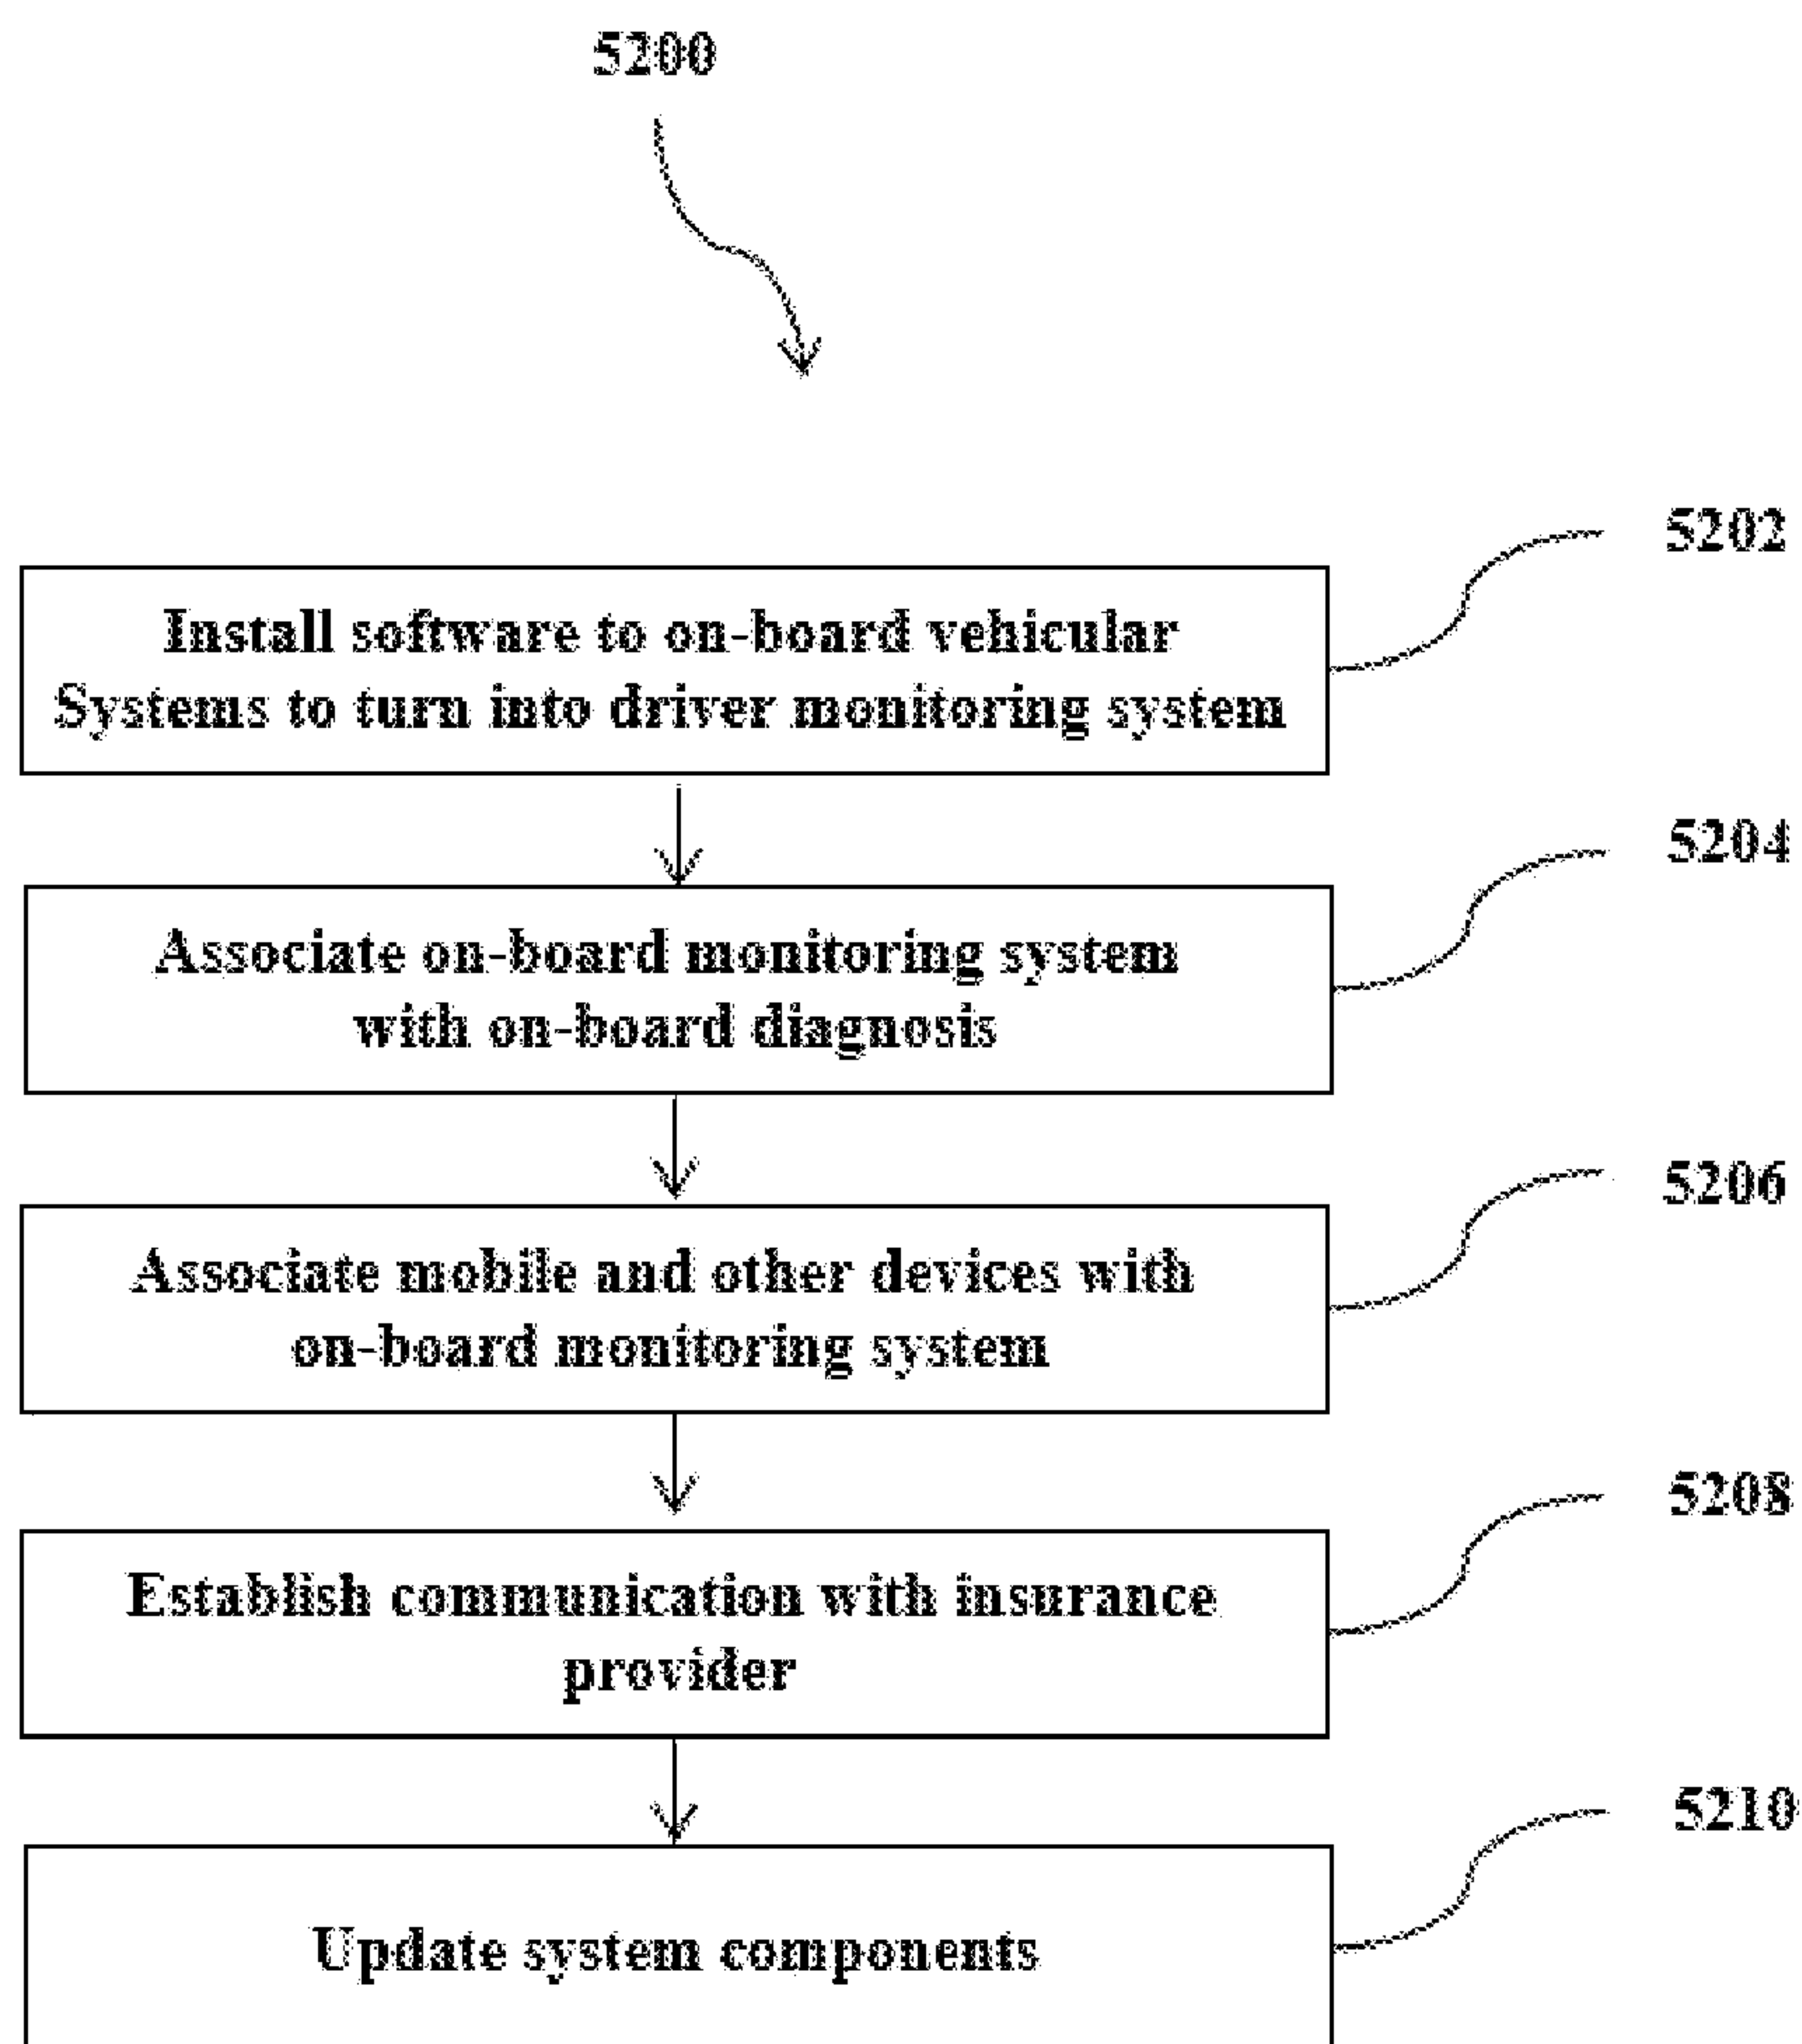 5200
5202
Install software to on-board vehicular
Systems to turn into driver monitoring system
5204
Associate on-board monitoring system
with on-board diagnosis
5206
Associate mobile and other devices with
on-board monitoring system
5208
Establish communication with insurance
provider
5210
Update system components